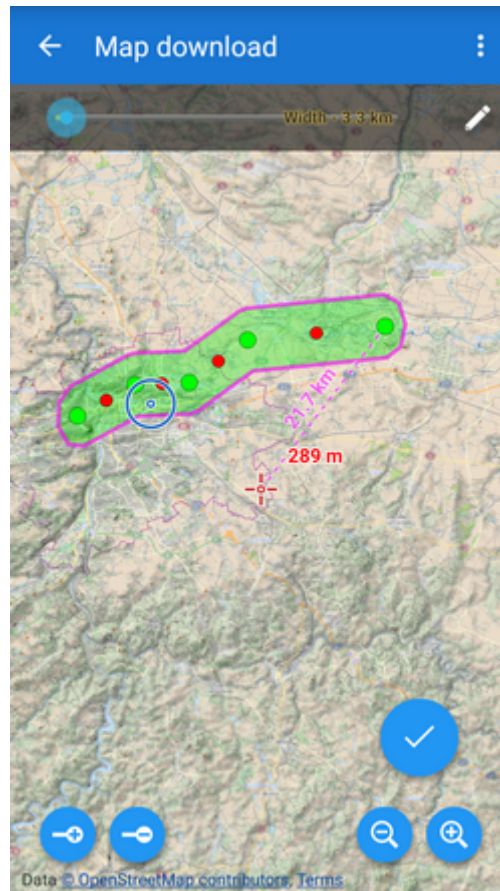 Map download
Width - 3.3 km
21.7 km
289 m
Data © OpenStreetMap contributors, Terms